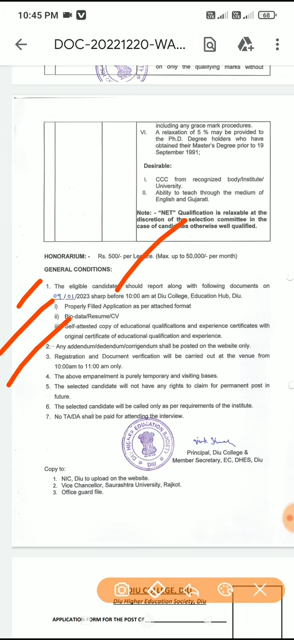 10:45 PM
68
DOC-20221220-WA...
on only the qualifying marks without
including any grace mark procedures.
VI. A relaxation of 5 % may be provided to
the Ph.D. Degree holders who have
obtained their Master's Degree prior to 19
September 1991;
Desirable:
I. CCC from recognized body/Institute/
University.
II. Ability to teach through the medium of
English and Gujarati.
Note: - "NET" Qualification is relaxable at the
discretion of the selection committee in the
case of candidates otherwise well qualified.
HONORARIUM: - Rs. 500/- per Lecture. (Max. up to 50,000/- per month)
GENERAL CONDITIONS:
1. The eligible candidates should report along with following documents on
/01/2023 sharp before 10:00 am at Diu College, Education Hub, Diu.
i) Properly Filled Application as per attached format
ii) Bio-data/Resume/CV
Self-attested copy of educational qualifications and experience certificates with
original certificate of educational qualification and experience.
2. Any addendum/dedendum/corrigendum shall be posted on the website only.
3. Registration and Document verification will be carried out at the venue from
10:00am to 11:00 am only.
4. The above empanelment is purely temporary and visiting bases.
5. The selected candidate will not have any rights to claim for permanent post in
future.
6. The selected candidate will be called only as per requirements of the institute.
7. No TA/DA shall be paid for attending the interview.
HIGHER EDUCATION SOCIETY
DIU
Principal, Diu College &
Member Secretary, EC, DHES, Diu
Copy to:
1. NIC, Diu to upload on the website.
2. Vice Chancellor, Saurashtra University, Rajkot.
3. Office guard file.
DIU COLLEGE, DIU
Diu Higher Education Society, Diu
APPLICATION FORM FOR THE POST OF